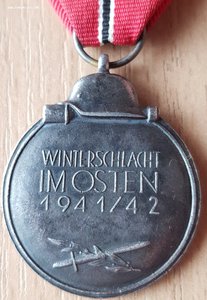 WINTERSCHLACHT
IM OSTEN
1941/42